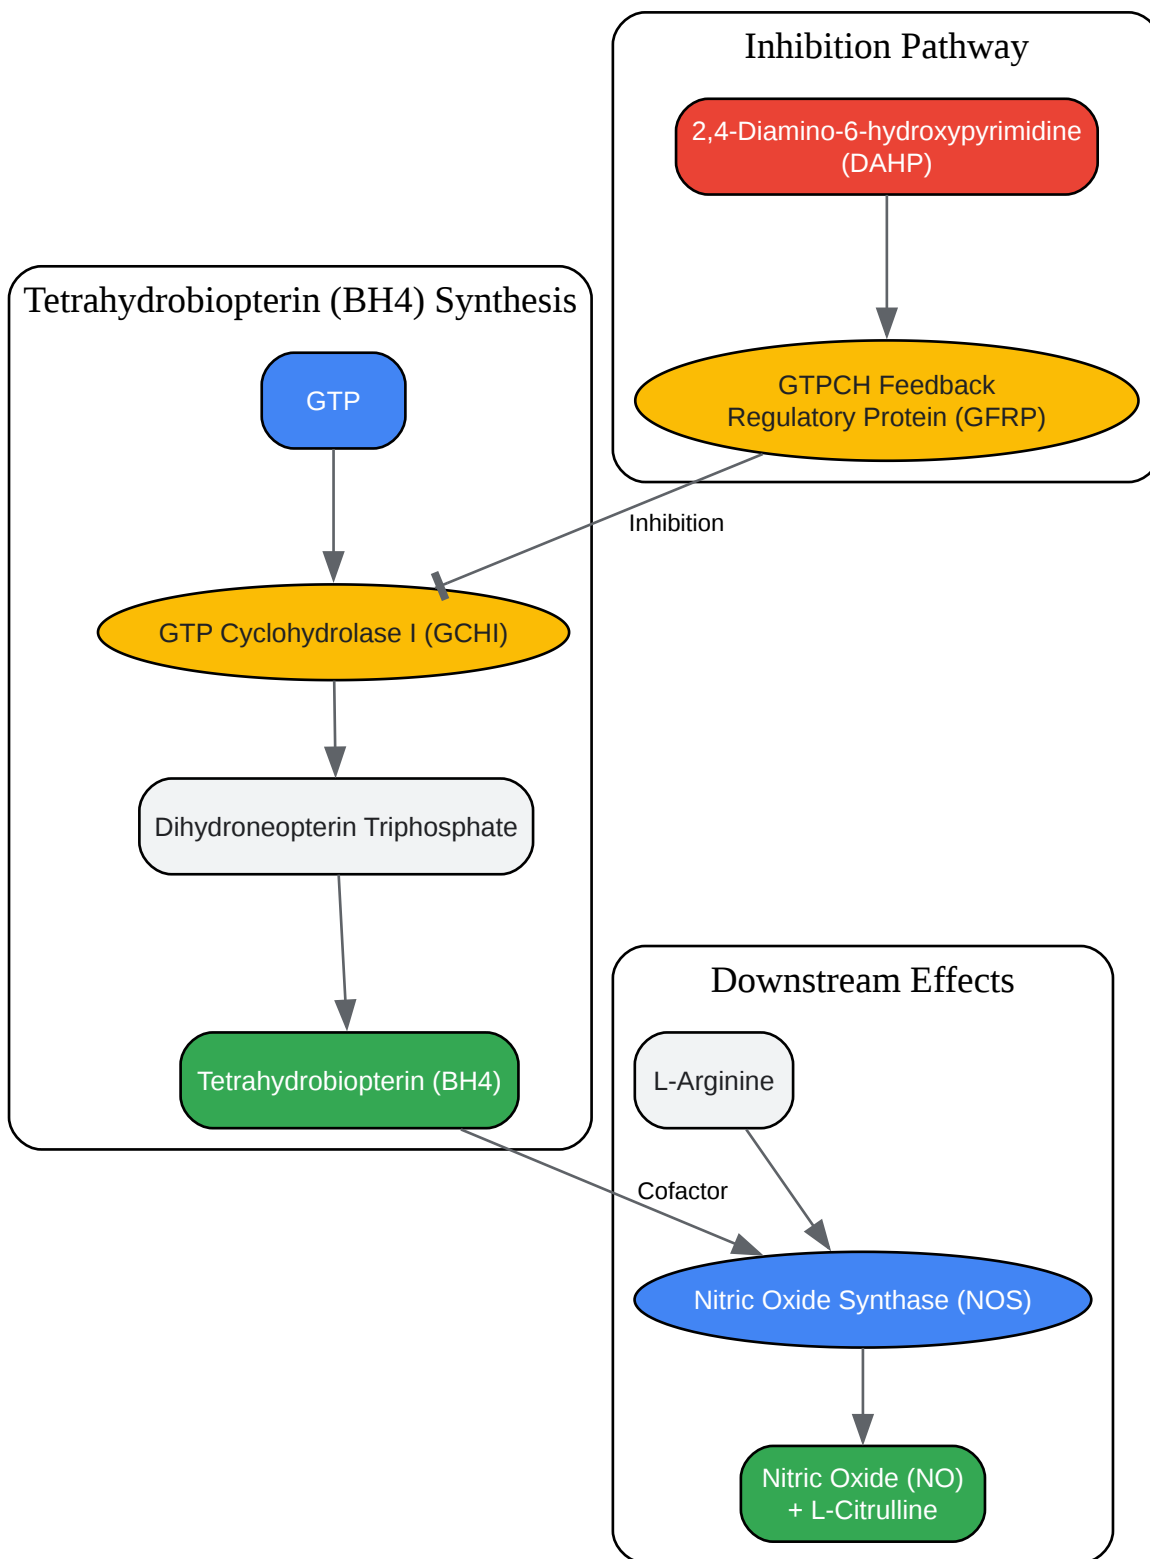 Inhibition Pathway
2,4-Diamino-6-hydroxypyrimidine
(DAHP)
GTPCH Feedback
Regulatory Protein (GFRP)
Inhibition
Tetrahydrobiopterin (BH4) Synthesis
GTP
GTP Cyclohydrolase I (GCHI)
Dihydroneopterin Triphosphate
Tetrahydrobiopterin (BH4)
Cofactor
Downstream Effects
L-Arginine
Nitric Oxide Synthase (NOS)
Nitric Oxide (NO)
+ L-Citrulline